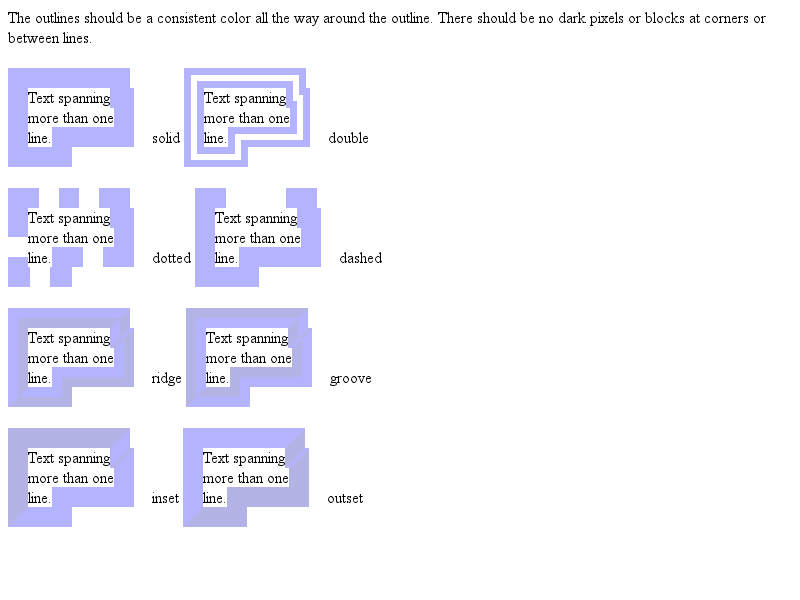 The outlines should be a consistent color all the way around the outline. There should be no dark pixels or blocks at corners or
between lines.
Text spanning
more than one
line.
solid
Text spanning
more than one
line.
double
Text spanning
more than one
line.
dotted
Text spanning
more than one
line.
dashed
Text spanning
more than one
line.
ridge
Text spanning
more than one
line.
groove
Text spanning
more than one
line.
inset
Text spanning
more than one
line.
outset